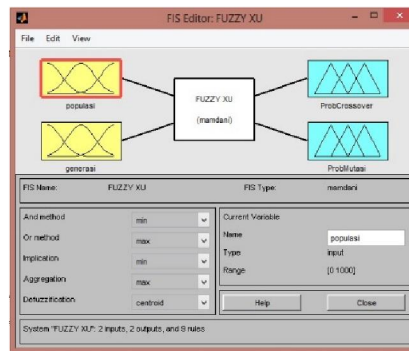 FIS Editor: FUZZY XU
File Edit View
populasi
generasi
FUZZY XU
(mamdani)
ProbCrossover
ProbMutasi
FIS Name: FUZZY XU FIS Type: mamdani
And method min
Or method max
Implication min
Aggregation max
Defuzzification centroid
Current Variable
Name populasi
Type input
Range [0 1000]
Help Close
System "FUZZY XU": 2 inputs, 2 outputs, and 9 rules